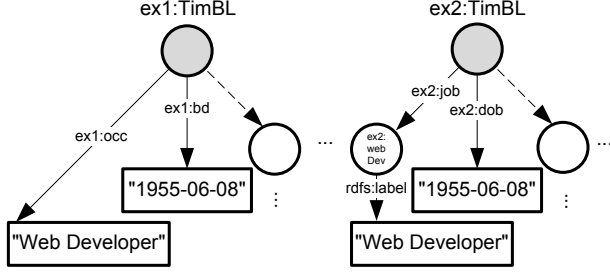 ex1:TimBL
ex2:TimBL
ex1:occ
ex1:bd
ex2:job
ex2:dob
...
ex2:
web
Dev
...
rdfs:label
"1955-06-08"
"1955-06-08"
...
...
"Web Developer"
"Web Developer"